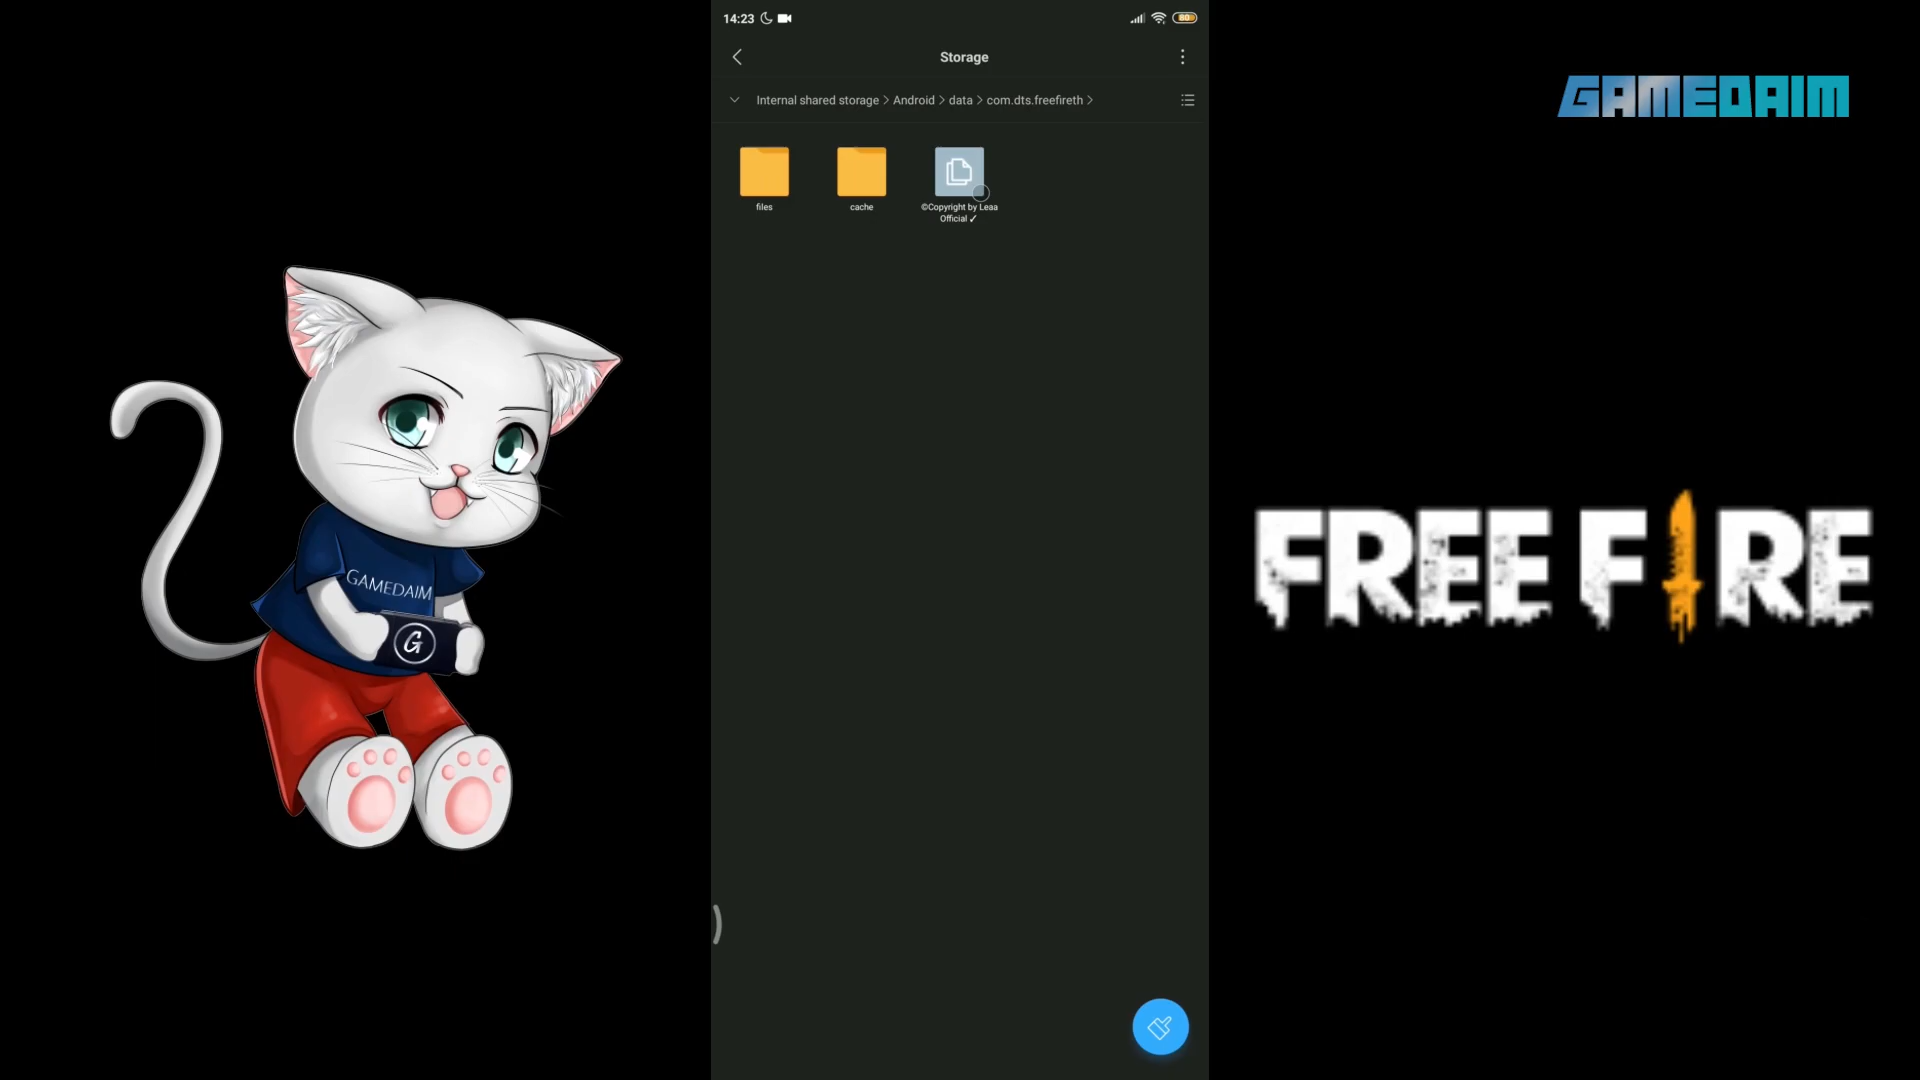 14:23
80
Storage
Internal shared storage > Android > data > com.dts.freefireth >
files
cache
©Copyright by Leaa
Official ✓
GAMEDAIM
GAMEDAIM
G
FREE FIRE